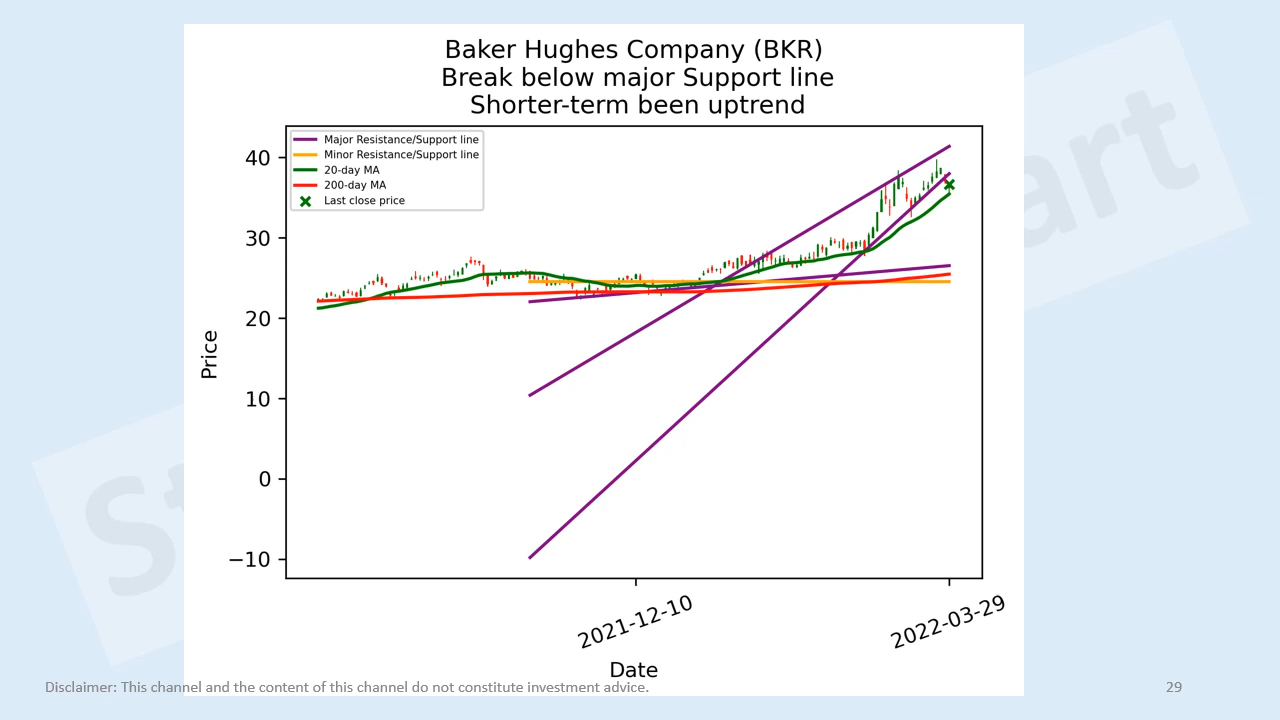 Baker Hughes Company (BKR)
Break below major Support line
Shorter-term been uptrend
Major Resistance/Support line
Minor Resistance/Support line
20-day MA
200-day MA
Last close price
40
30
20
10
0
−10
Price
2021-12-10
2022-03-29
Date
Disclaimer: This channel and the content of this channel do not constitute investment advice.
29